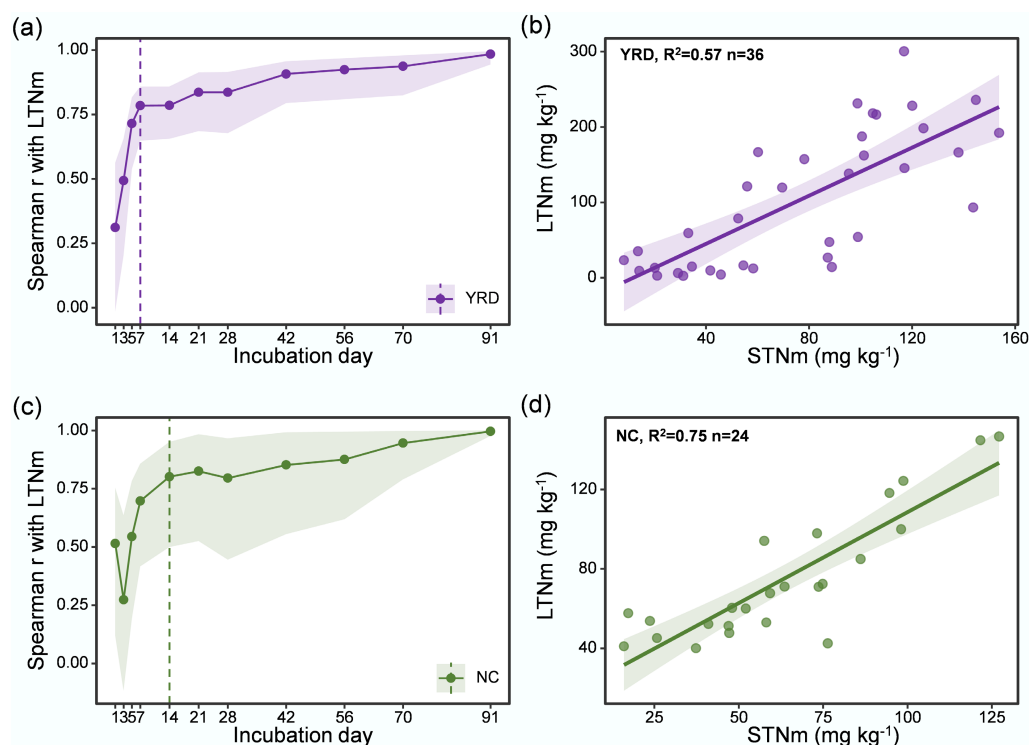 (a)
1.00
0.75
0.50
0.25
0.00
Spearman r with LTNm
1 3 5 7 14 21 28 42 56 70 91
Incubation day
YRD
(b)
YRD, R²=0.57 n=36
300
200
100
0
LTNm (mg kg⁻¹)
40 80 120 160
STNm (mg kg⁻¹)
(c)
1.00
0.75
0.50
0.25
0.00
Spearman r with LTNm
1 3 5 7 14 21 28 42 56 70 91
Incubation day
NC
(d)
NC, R²=0.75 n=24
120
80
40
LTNm (mg kg⁻¹)
25 50 75 100 125
STNm (mg kg⁻¹)